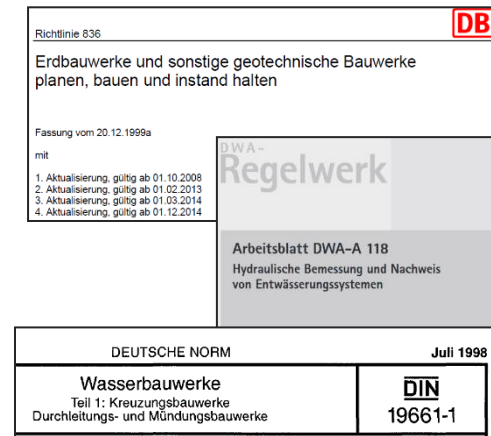 DB
Richtlinie 836
Erdbauwerke und sonstige geotechnische Bauwerke
planen, bauen und instand halten
Fassung vom 20.12.1999a
mit
1. Aktualisierung, gültig ab 01.10.2008
2. Aktualisierung, gültig ab 01.02.2013
3. Aktualisierung, gültig ab 01.03.2014
4. Aktualisierung, gültig ab 01.12.2014
DWA-
Regelwerk
Arbeitsblatt DWA-A 118
Hydraulische Bemessung und Nachweis
von Entwässerungssystemen
DEUTSCHE NORM
Juli 1998
Wasserbauwerke
Teil 1: Kreuzungsbauwerke
Durchleitungs- und Mündungsbauwerke
DIN
19661-1